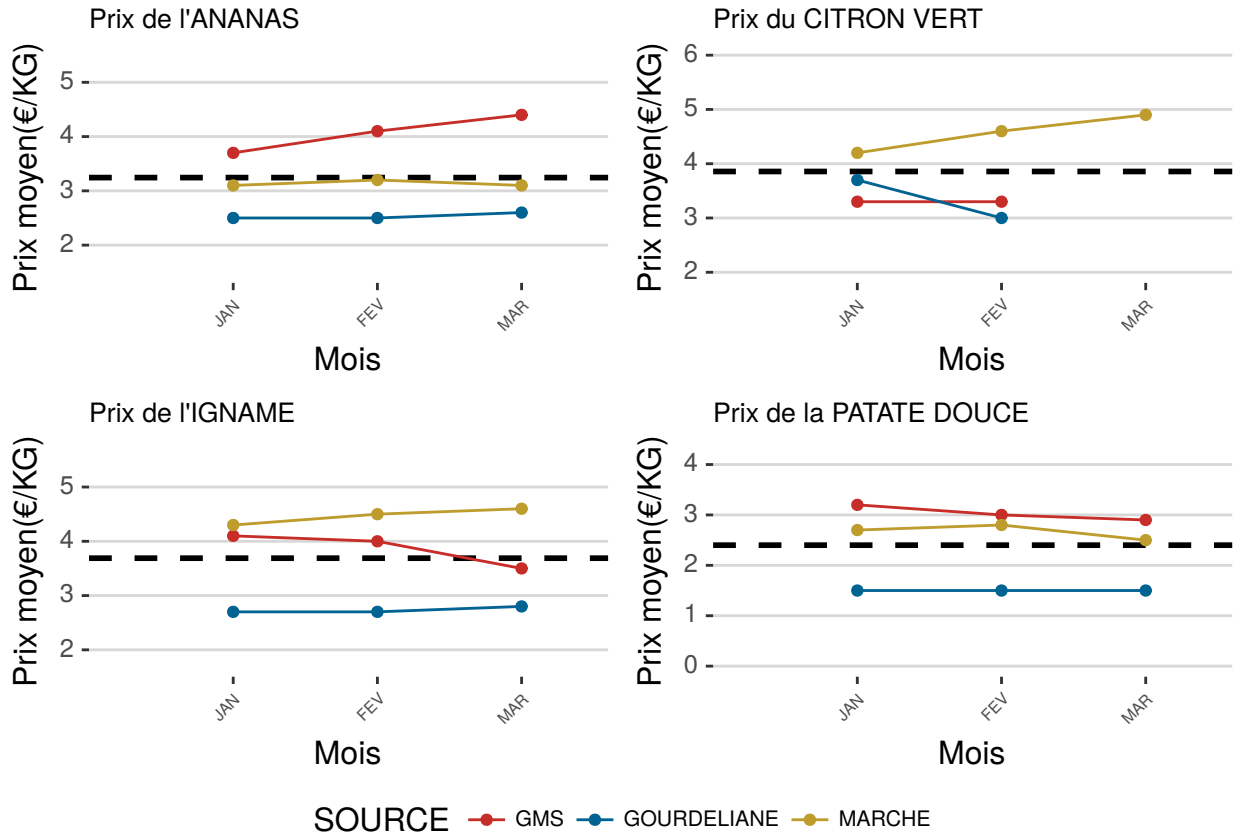 Prix de l'ANANAS
Prix moyen(€/KG)
5
4
3
2
JAN
FEV
MAR
Mois
Prix du CITRON VERT
Prix moyen(€/KG)
6
5
4
3
2
JAN
FEV
MAR
Mois
Prix de l'IGNAME
Prix moyen(€/KG)
5
4
3
2
JAN
FEV
MAR
Mois
Prix de la PATATE DOUCE
Prix moyen(€/KG)
4
3
2
1
0
JAN
FEV
MAR
Mois
SOURCE GMS GOURDELIANE MARCHE